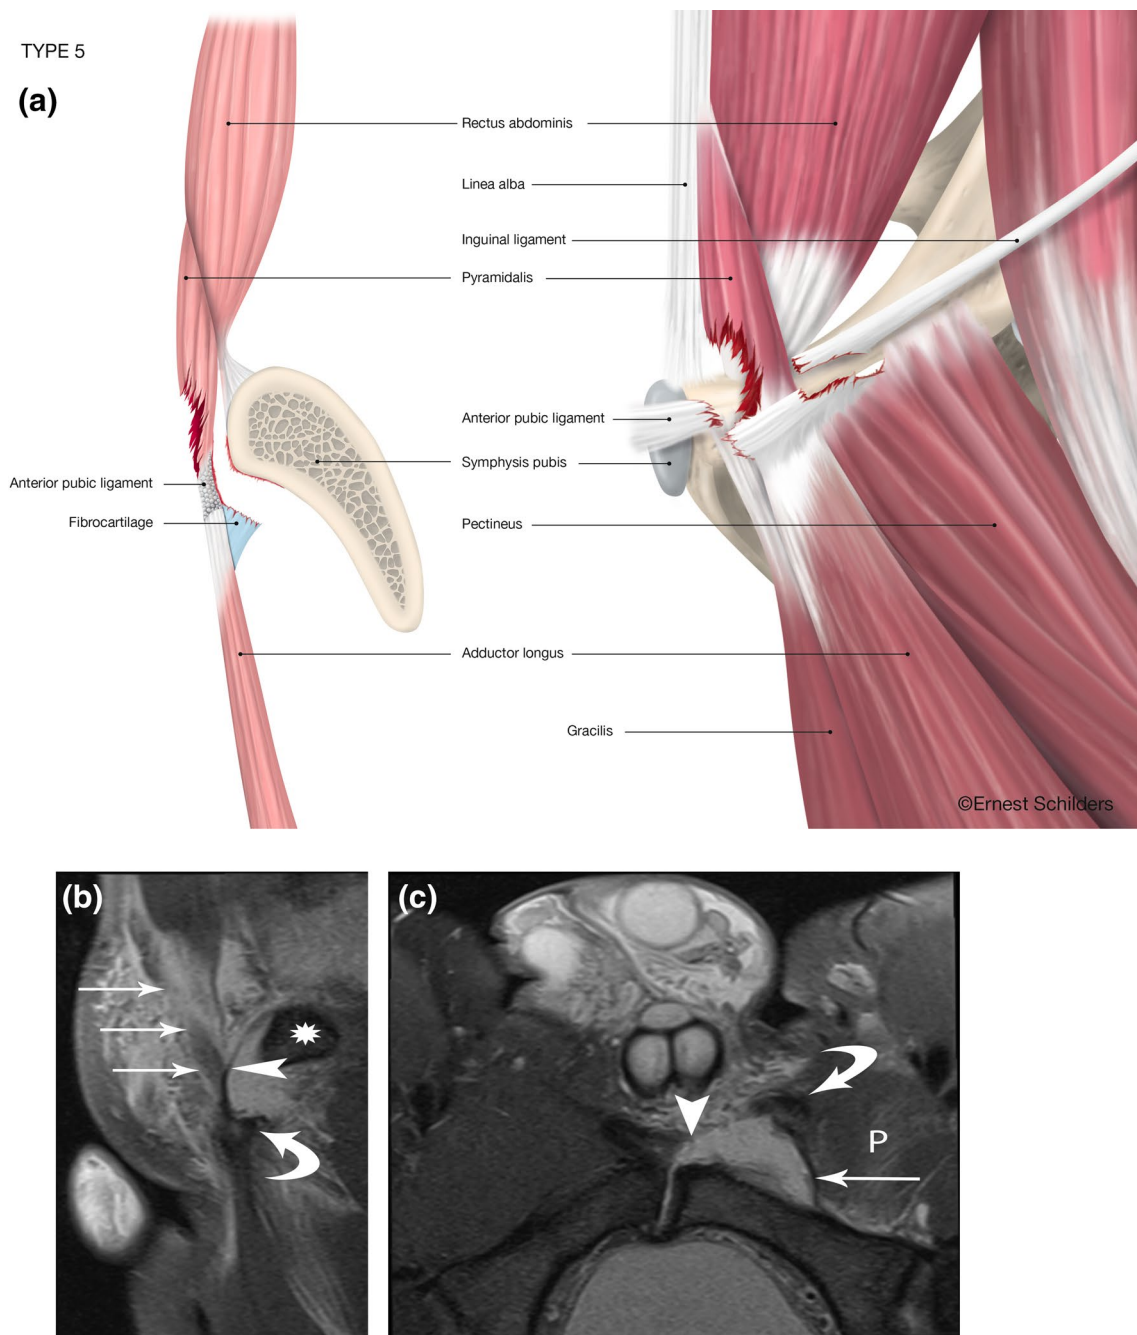 TYPE 5
(a)
Rectus abdominis
Linea alba
Inguinal ligament
Pyramidalis
Anterior pubic ligament
Symphysis pubis
Anterior pubic ligament
Fibrocartilage
Pectineus
Adductor longus
Gracilis
©Ernest Schilders
(b)
(c)
P